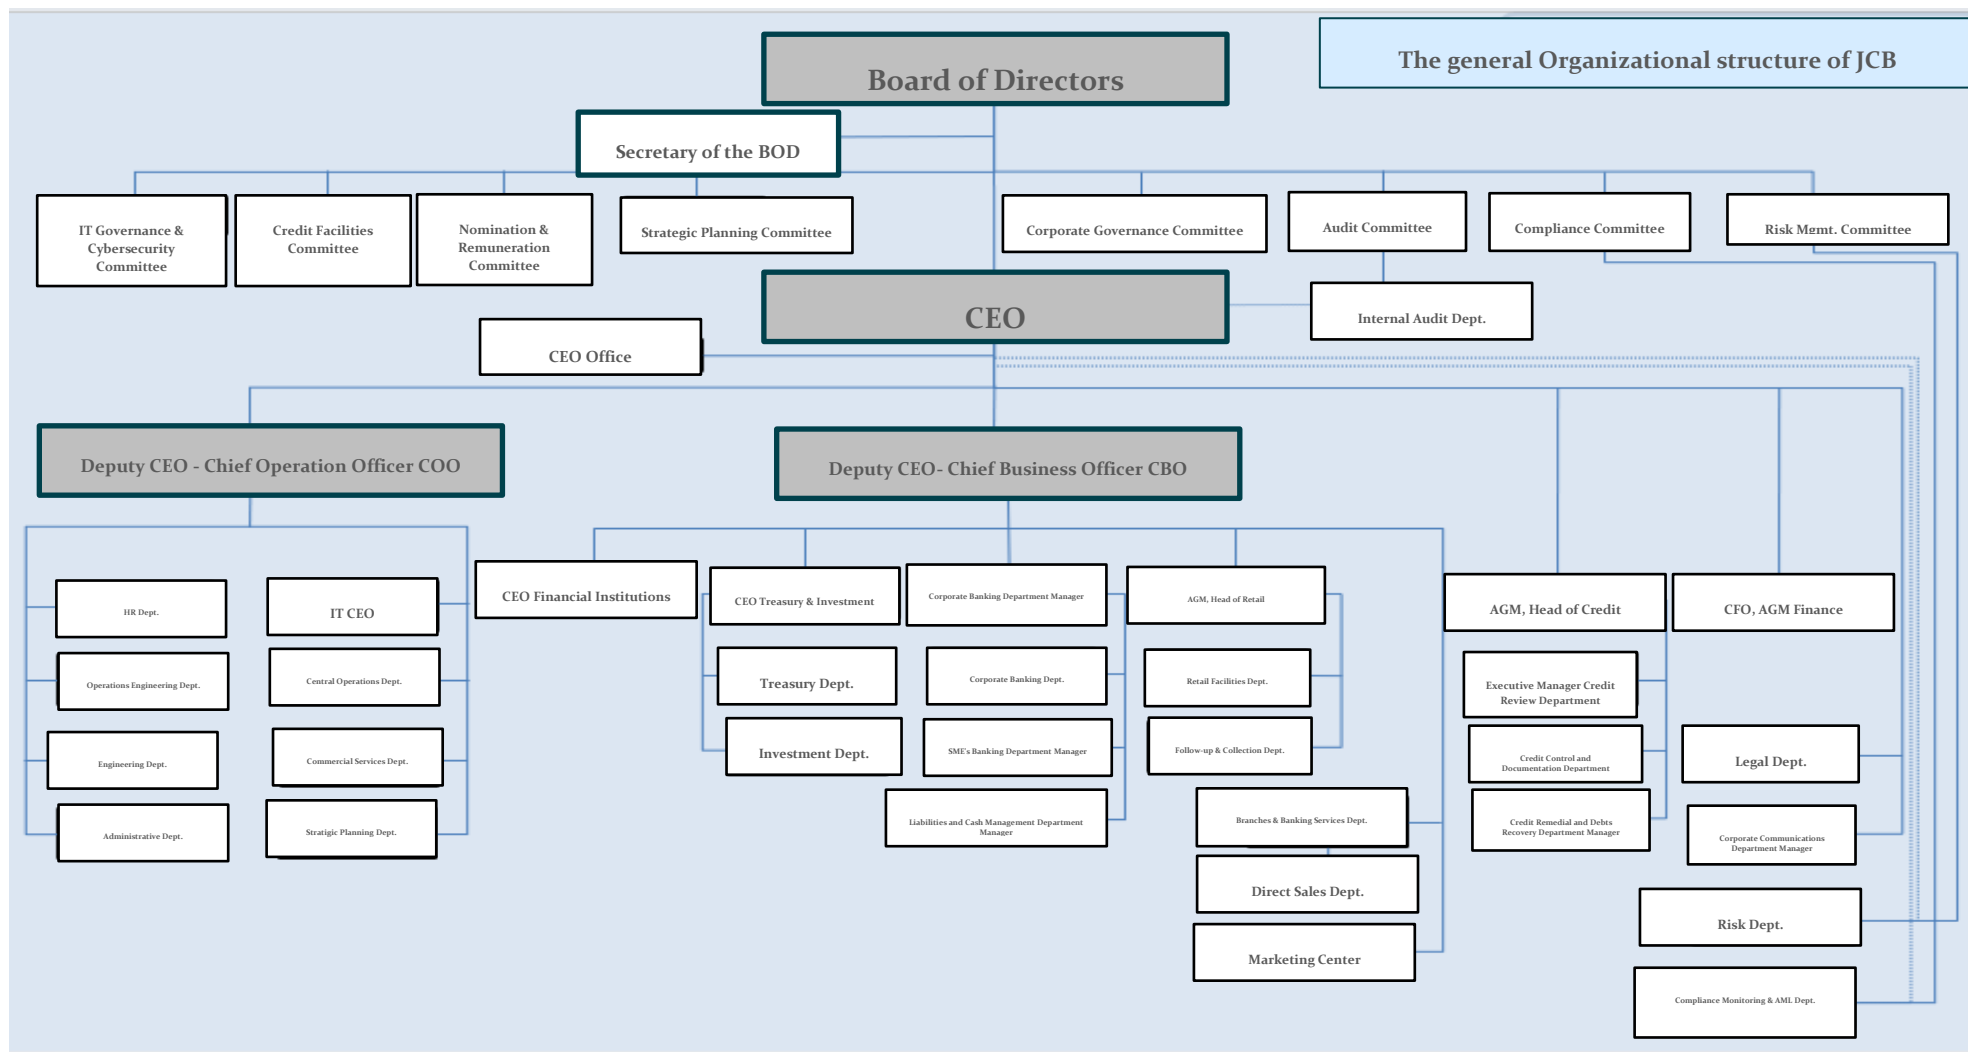 The general Organizational structure of JCB
Board of Directors
Secretary of the BOD
IT Governance &
Cybersecurity
Committee
Credit Facilities
Committee
Nomination &
Remuneration
Committee
Strategic Planning Committee
Corporate Governance Committee
Audit Committee
Compliance Committee
Risk Mgmt. Committee
CEO
Internal Audit Dept.
CEO Office
Deputy CEO - Chief Operation Officer COO
Deputy CEO- Chief Business Officer CBO
HR Dept.
IT CEO
Operations Engineering Dept.
Central Operations Dept.
Engineering Dept.
Commercial Services Dept.
Administrative Dept.
Stratigic Planning Dept.
CEO Financial Institutions
CEO Treasury & Investment
Treasury Dept.
Investment Dept.
Corporate Banking Department Manager
Corporate Banking Dept.
SME's Banking Department Manager
Liabilities and Cash Management Department
Manager
AGM, Head of Retail
Retail Facilities Dept.
Follow-up & Collection Dept.
Branches & Banking Services Dept.
Direct Sales Dept.
Marketing Center
AGM, Head of Credit
Executive Manager Credit
Review Department
Credit Control and
Documentation Department
Credit Remedial and Debts
Recovery Department Manager
CFO, AGM Finance
Legal Dept.
Corporate Communications
Department Manager
Risk Dept.
Compliance Monitoring & AML Dept.